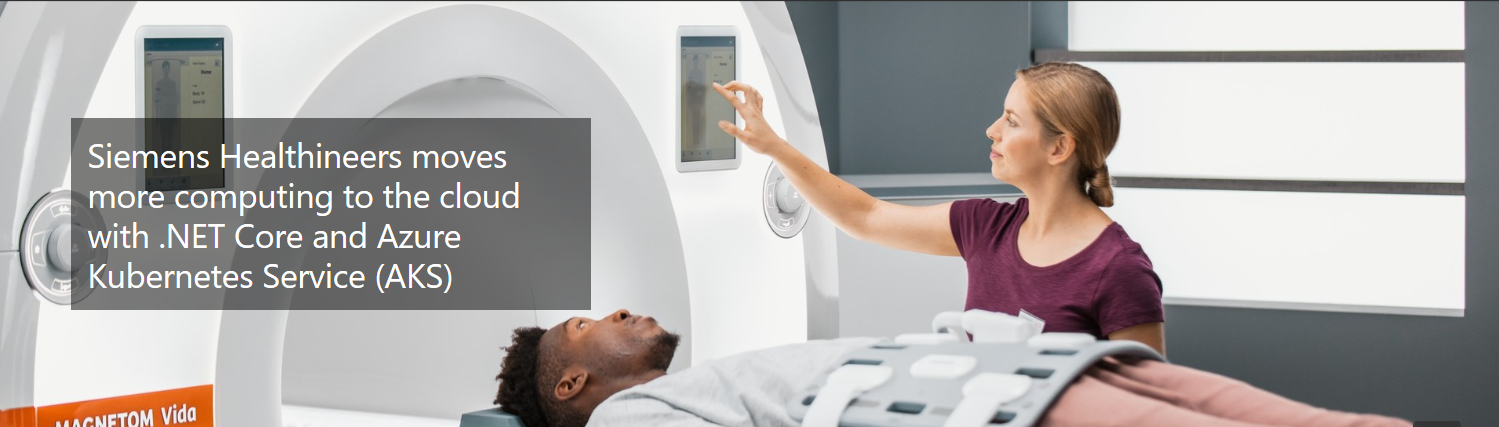 Siemens Healthineers moves
more computing to the cloud
with .NET Core and Azure
Kubernetes Service (AKS)
MAGNETOM Vida